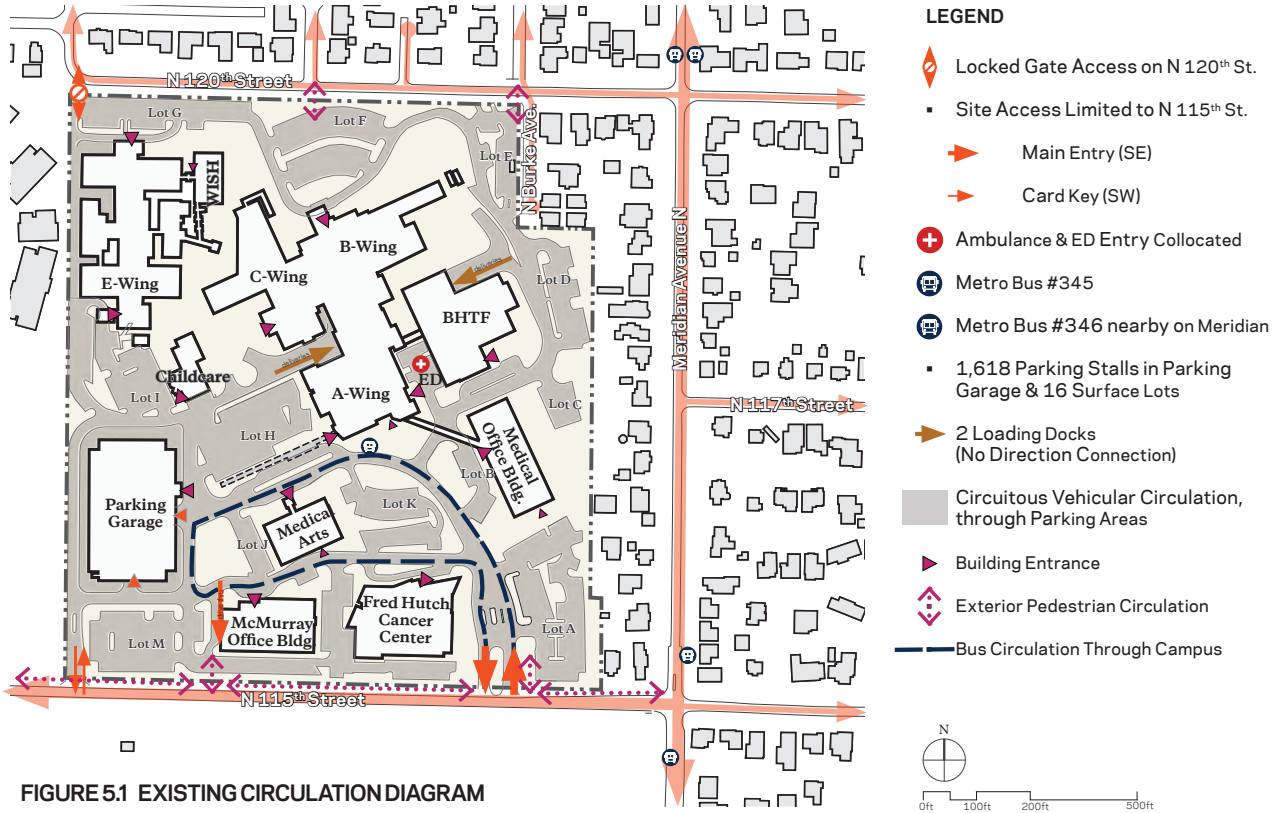 N 120th Street
Lot G
Lot F
Lot E
N Burke Ave.
WISH
B-Wing
C-Wing
E-Wing
deliveries
Lot D
BHTF
Meridian Avenue N
deliveries
ED
Childcare
A-Wing
Lot I
Lot C
N 117th Street
Lot H
Medical
Office Bldg.
Lot B
Parking
Garage
Lot K
Medical
Arts
Lot J
Fred Hutch
Cancer
Center
McMurray
Office Bldg
Lot M
Lot A
N 115th Street
FIGURE 5.1 EXISTING CIRCULATION DIAGRAM
LEGEND
Locked Gate Access on N 120th St.
Site Access Limited to N 115th St.
Main Entry (SE)
Card Key (SW)
Ambulance & ED Entry Collocated
Metro Bus #345
Metro Bus #346 nearby on Meridian
1,618 Parking Stalls in Parking
Garage & 16 Surface Lots
2 Loading Docks
(No Direction Connection)
Circuitous Vehicular Circulation,
through Parking Areas
Building Entrance
Exterior Pedestrian Circulation
Bus Circulation Through Campus
N
0ft 100ft 200ft 500ft